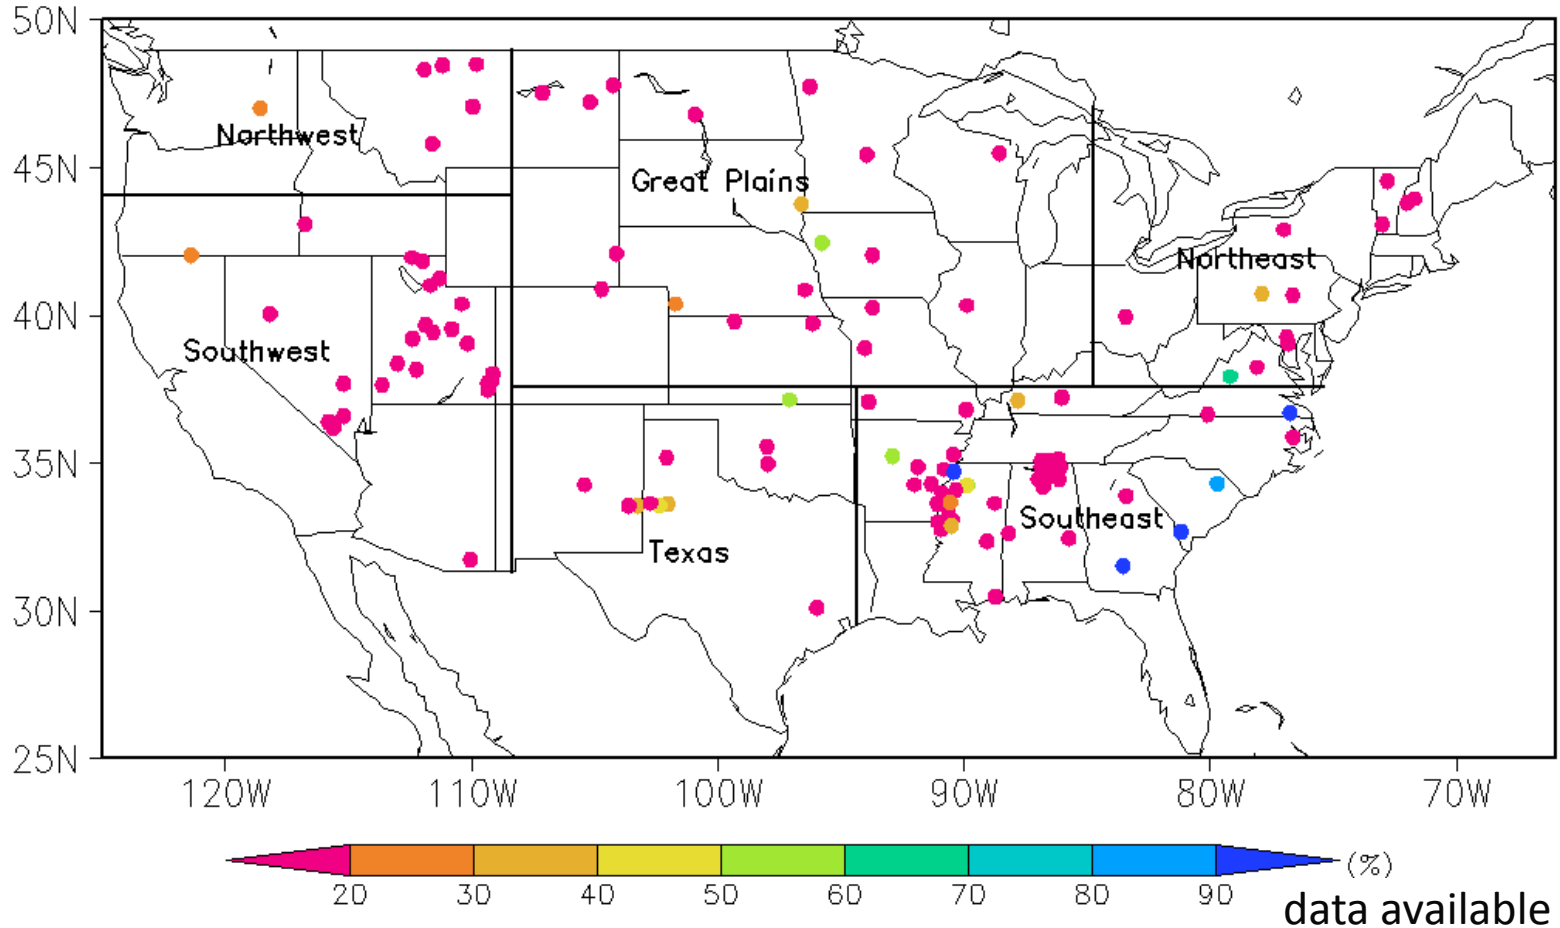 50N
Northwest
45N
Great Plains
Northeast
40N
Southwest
35N
Southeast
Texas
30N
25N
120W 110W 100W 90W 80W 70W
(%)
20 30 40 50 60 70 80 90
data available